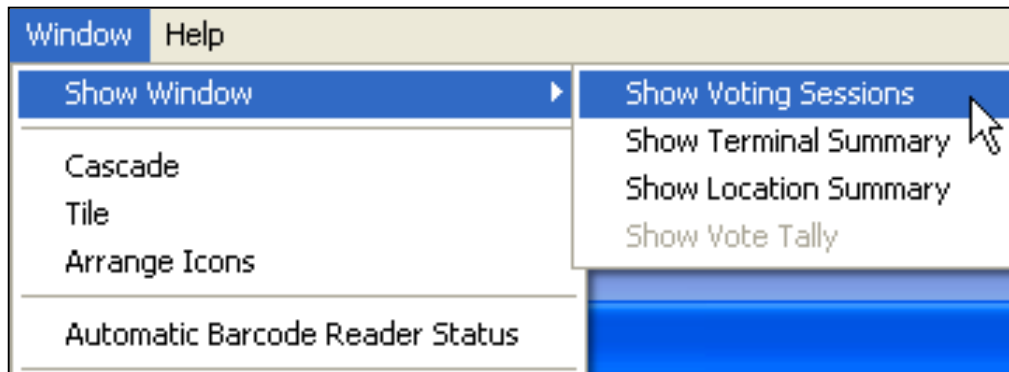 Window Help
Show Window
Show Voting Sessions
Show Terminal Summary
Show Location Summary
Show Vote Tally
Cascade
Tile
Arrange Icons
Automatic Barcode Reader Status